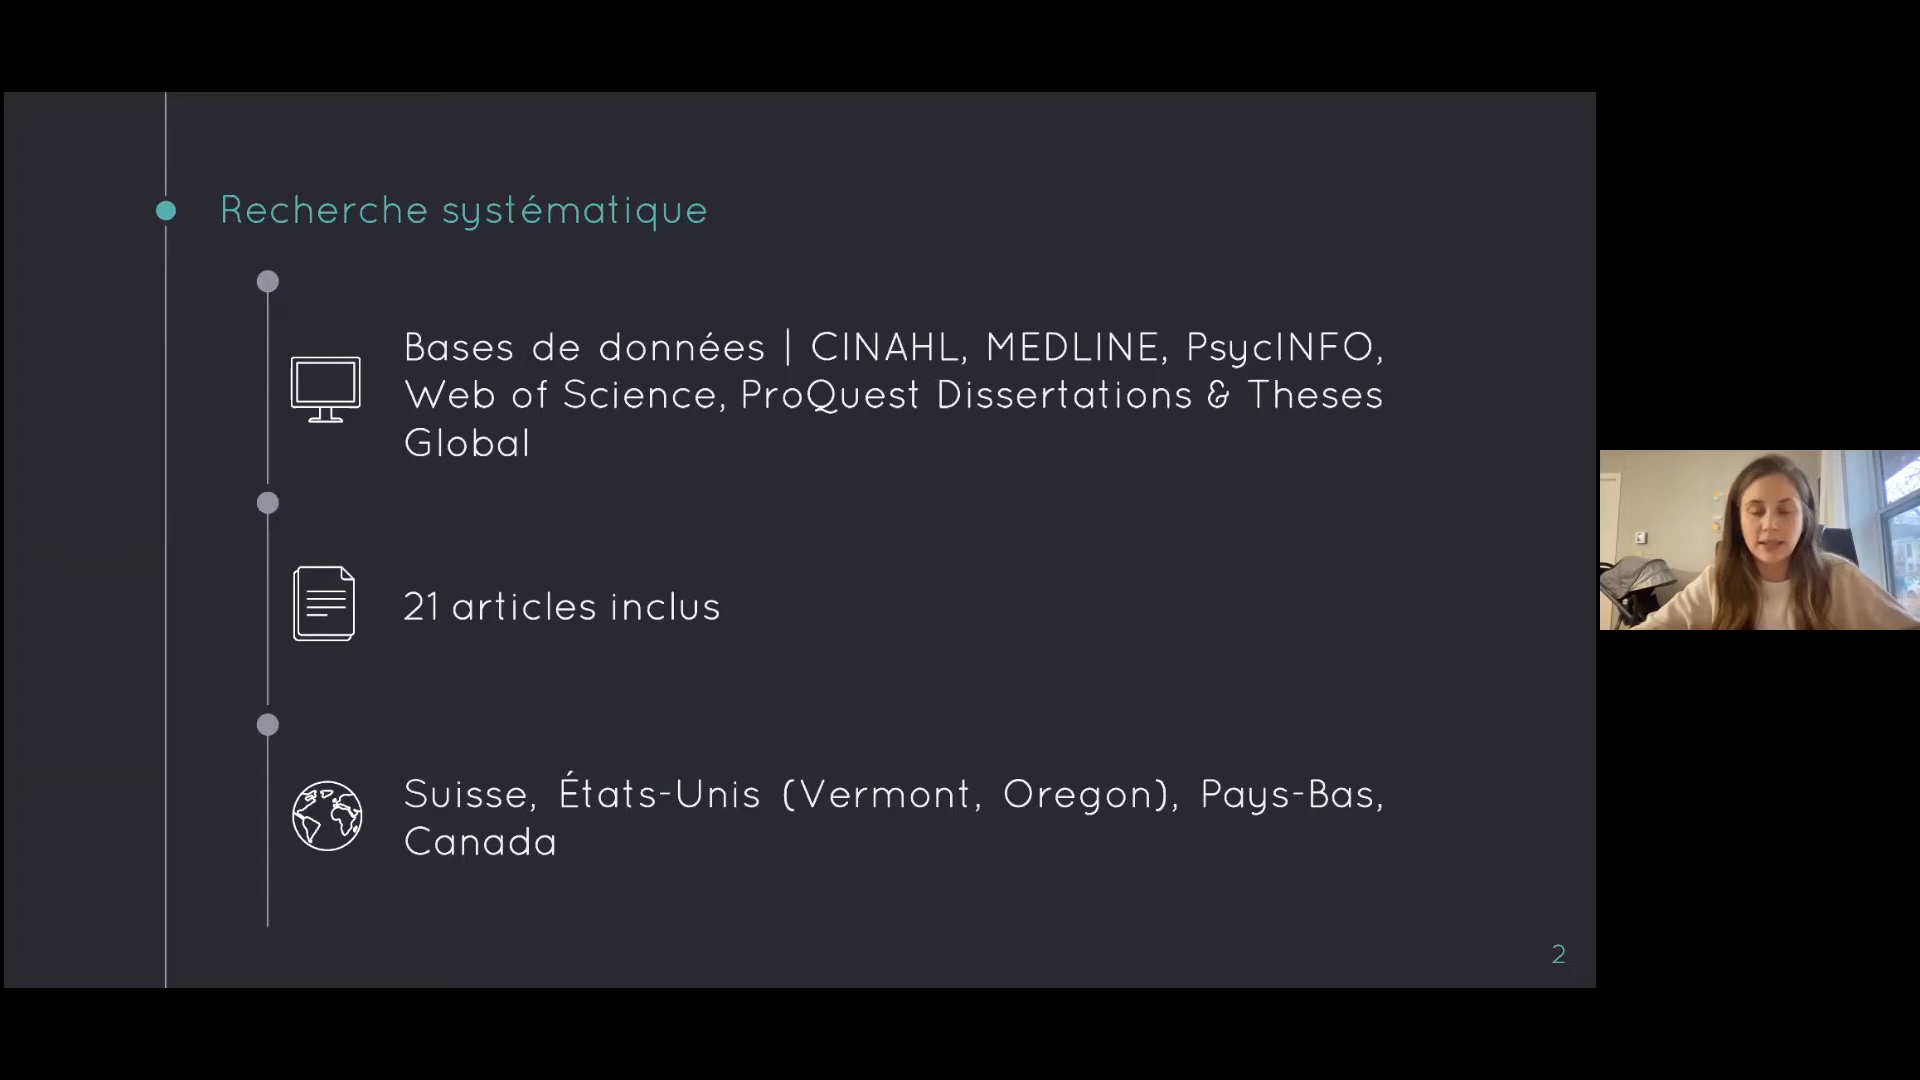 Recherche systématique
Bases de données | CINAHL, MEDLINE, PsycINFO,
Web of Science, ProQuest Dissertations & Theses
Global
21 articles inclus
Suisse, États-Unis (Vermont, Oregon), Pays-Bas,
Canada
2